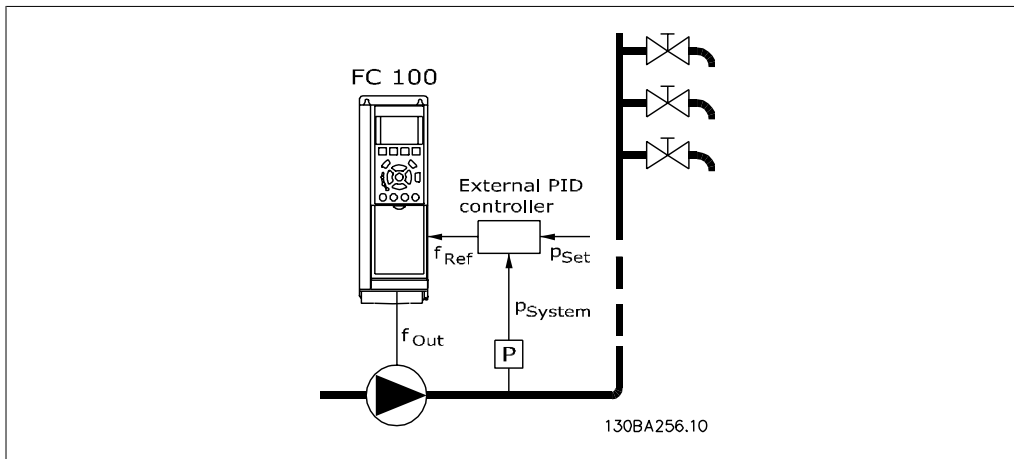 FC 100
External PID
controller
fRef
pSet
pSystem
fOut
P
130BA256.10